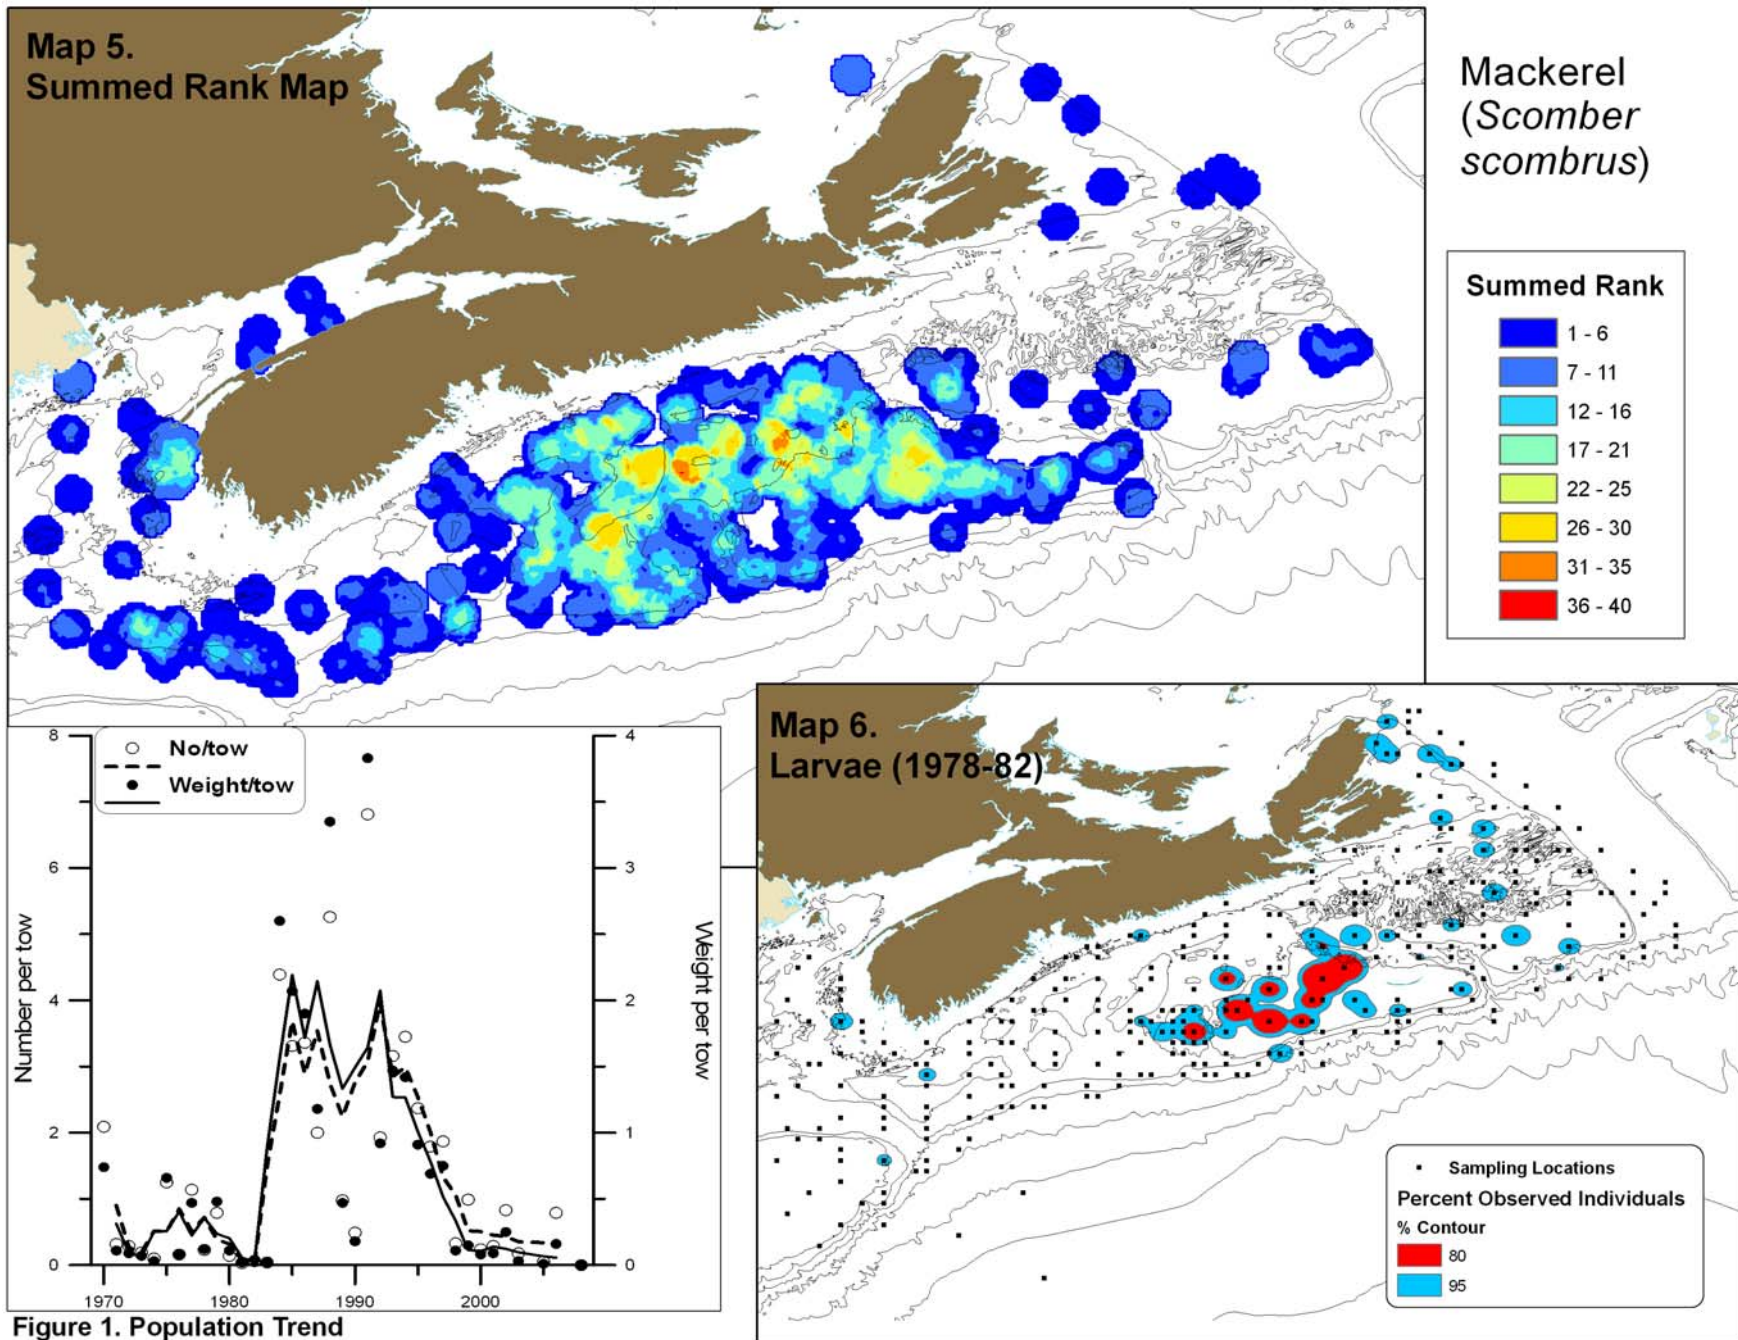 Map 5.
Summed Rank Map
Mackerel
(Scomber
scombrus)
Summed Rank
1 - 6
7 - 11
12 - 16
17 - 21
22 - 25
26 - 30
31 - 35
36 - 40
No/tow
Weight/tow
8
6
4
2
0
Number per tow
4
3
2
1
0
Weight per tow
1970
1980
1990
2000
Figure 1. Population Trend
Map 6.
Larvae (1978-82)
Sampling Locations
Percent Observed Individuals
% Contour
80
95